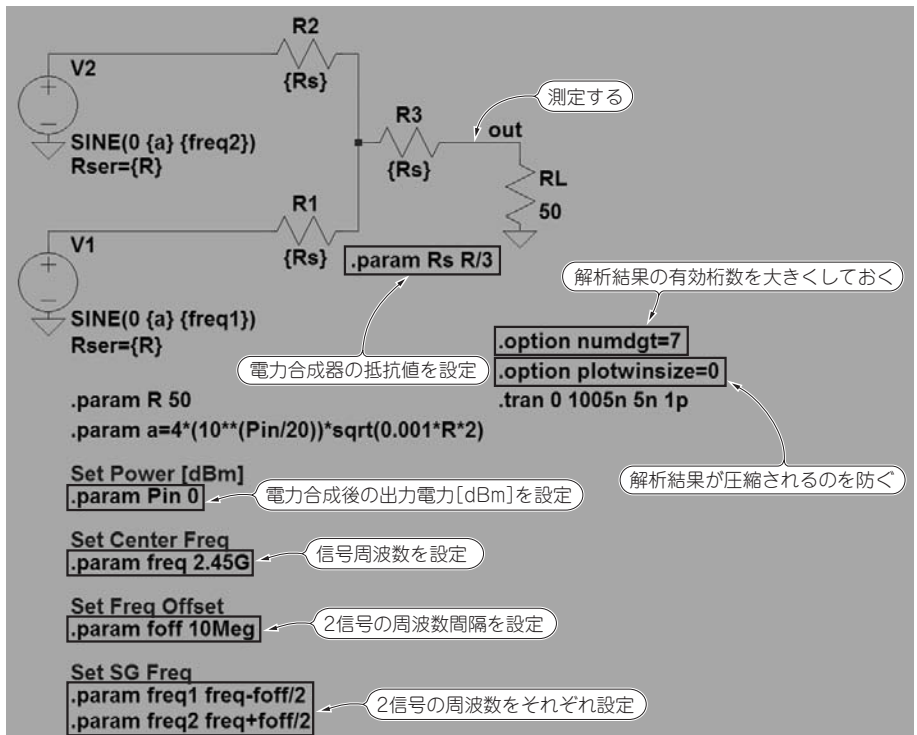 R2
{Rs}
V2
SINE(0 {a} {freq2})
Rser={R}
R3
{Rs}
out
測定する
RL
50
R1
{Rs}
V1
SINE(0 {a} {freq1})
Rser={R}
.param Rs R/3
電力合成器の抵抗値を設定
解析結果の有効桁数を大きくしておく
.option numdgt=7
.option plotwinsize=0
.tran 0 1005n 5n 1p
解析結果が圧縮されるのを防ぐ
.param R 50
.param a=4*(10**(Pin/20))*sqrt(0.001*R*2)
Set Power [dBm]
.param Pin 0
電力合成後の出力電力[dBm]を設定
Set Center Freq
.param freq 2.45G
信号周波数を設定
Set Freq Offset
.param foff 10Meg
2信号の周波数間隔を設定
Set SG Freq
.param freq1 freq-foff/2
.param freq2 freq+foff/2
2信号の周波数をそれぞれ設定